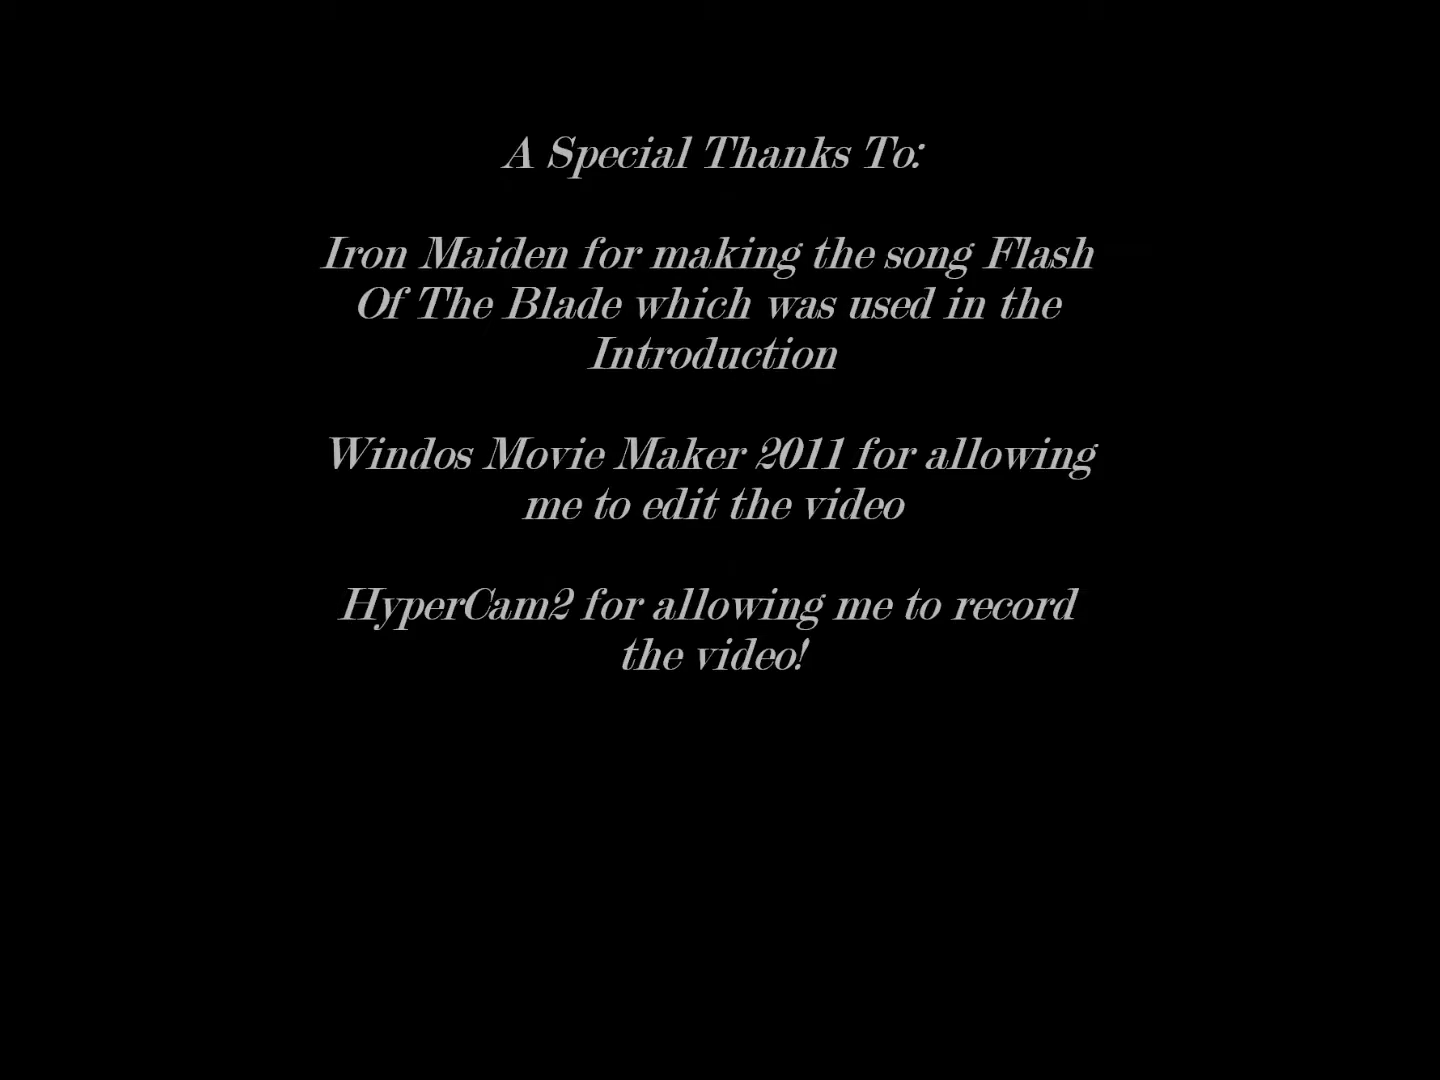 A Special Thanks To:
Iron Maiden for making the song Flash
Of The Blade which was used in the
Introduction
Windos Movie Maker 2011 for allowing
me to edit the video
HyperCam2 for allowing me to record
the video!